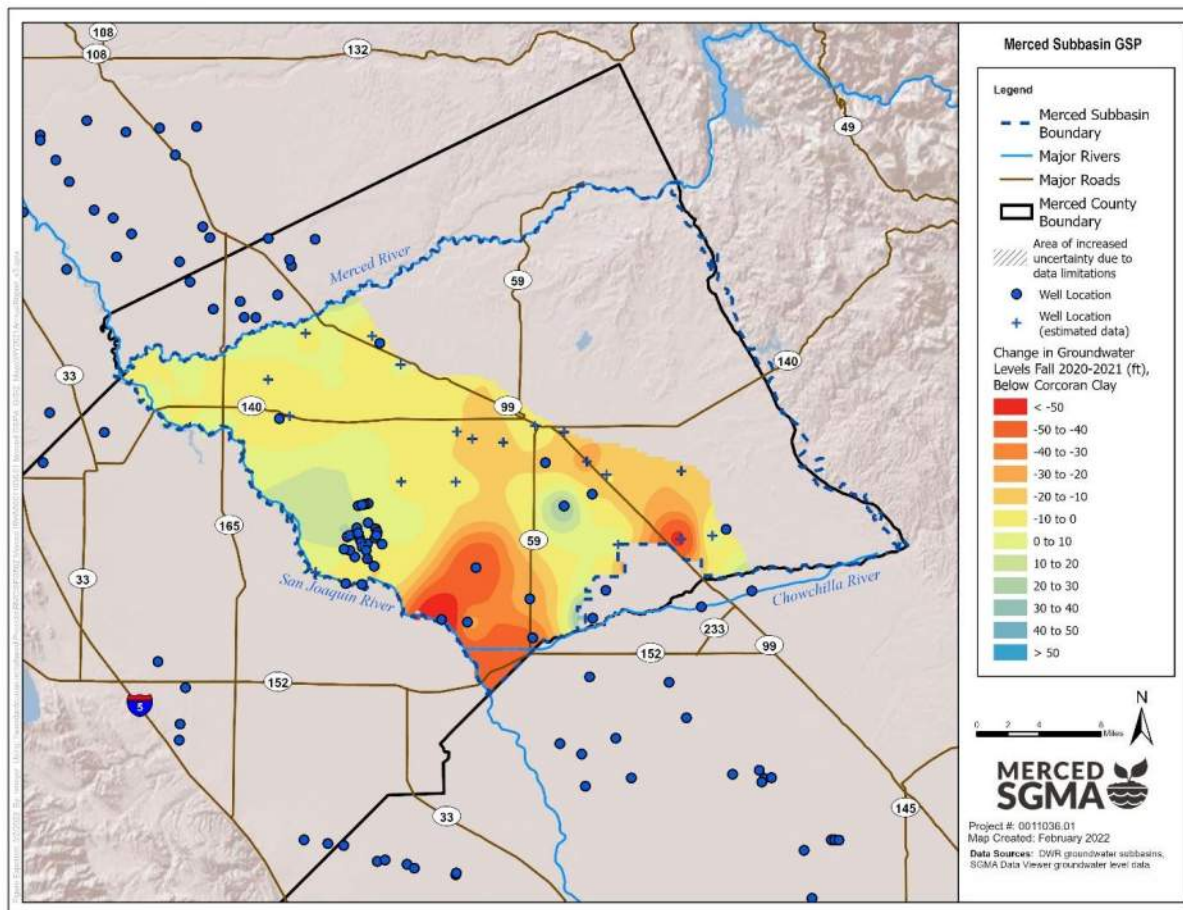 108
108
132
49
Merced River
59
33
140
140
99
165
59
33
San Joaquin River
Chowchilla River
233
99
152
152
5
33
145
Merced Subbasin GSP
Legend
Merced Subbasin
Boundary
Major Rivers
Major Roads
Merced County
Boundary
Area of increased
uncertainty due to
data limitations
Well Location
Well Location
(estimated data)
Change in Groundwater
Levels Fall 2020-2021 (ft),
Below Corcoran Clay
< -50
-50 to -40
-40 to -30
-30 to -20
-20 to -10
-10 to 0
0 to 10
10 to 20
20 to 30
30 to 40
40 to 50
> 50
N
0 2 4 8
Miles
MERCED
SGMA
Project #: 0011036.01
Map Created: February 2022
Data Sources: DWR groundwater subbasins,
SGMA Data Viewer groundwater level data